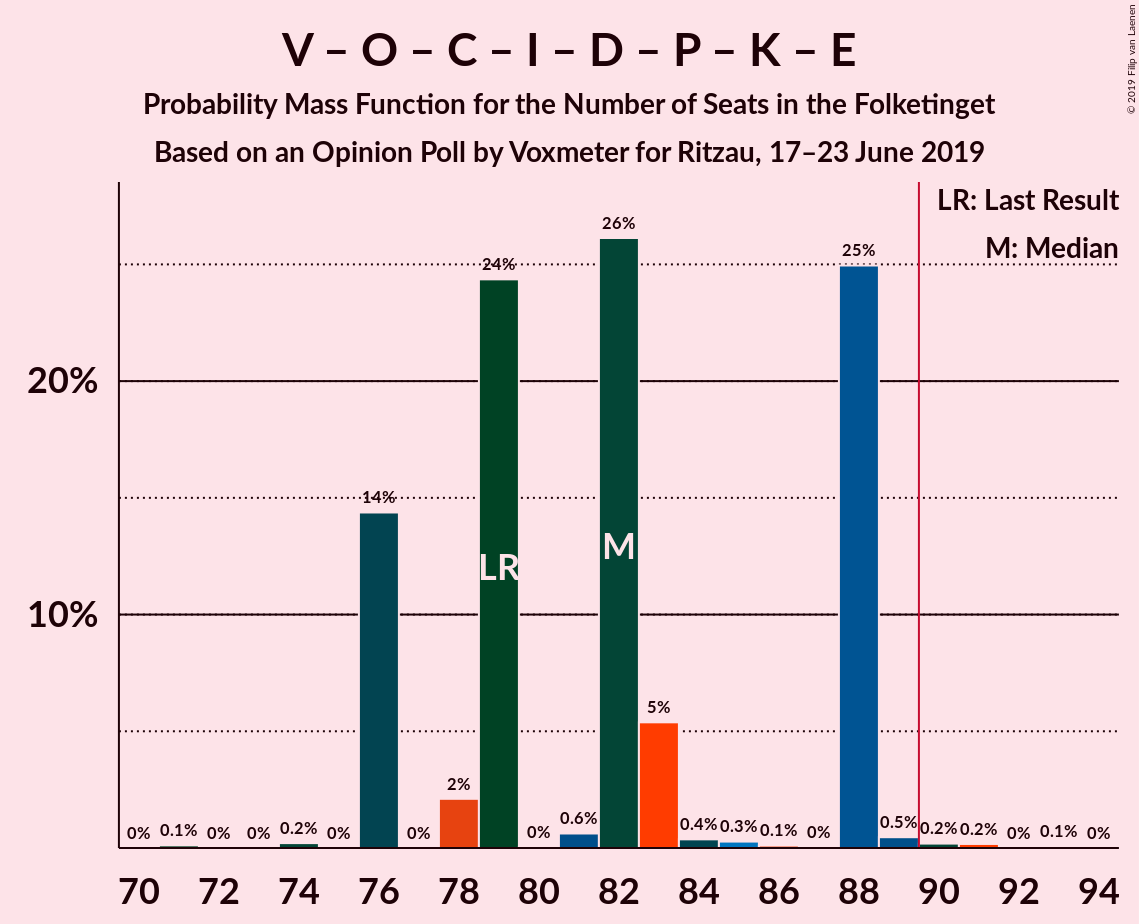 V – O – C – I – D – P – K – E
Probability Mass Function for the Number of Seats in the Folketinget
Based on an Opinion Poll by Voxmeter for Ritzau, 17–23 June 2019
© 2019 Filip van Laenen
LR: Last Result
M: Median
26%
25%
24%
20%
14%
LR
M
10%
5%
2%
0% 0.1% 0% 0% 0.2% 0% 0% 0% 0.6% 0.4% 0.3% 0.1% 0% 0.5% 0.2% 0.2% 0% 0.1% 0%
70 72 74 76 78 80 82 84 86 88 90 92 94